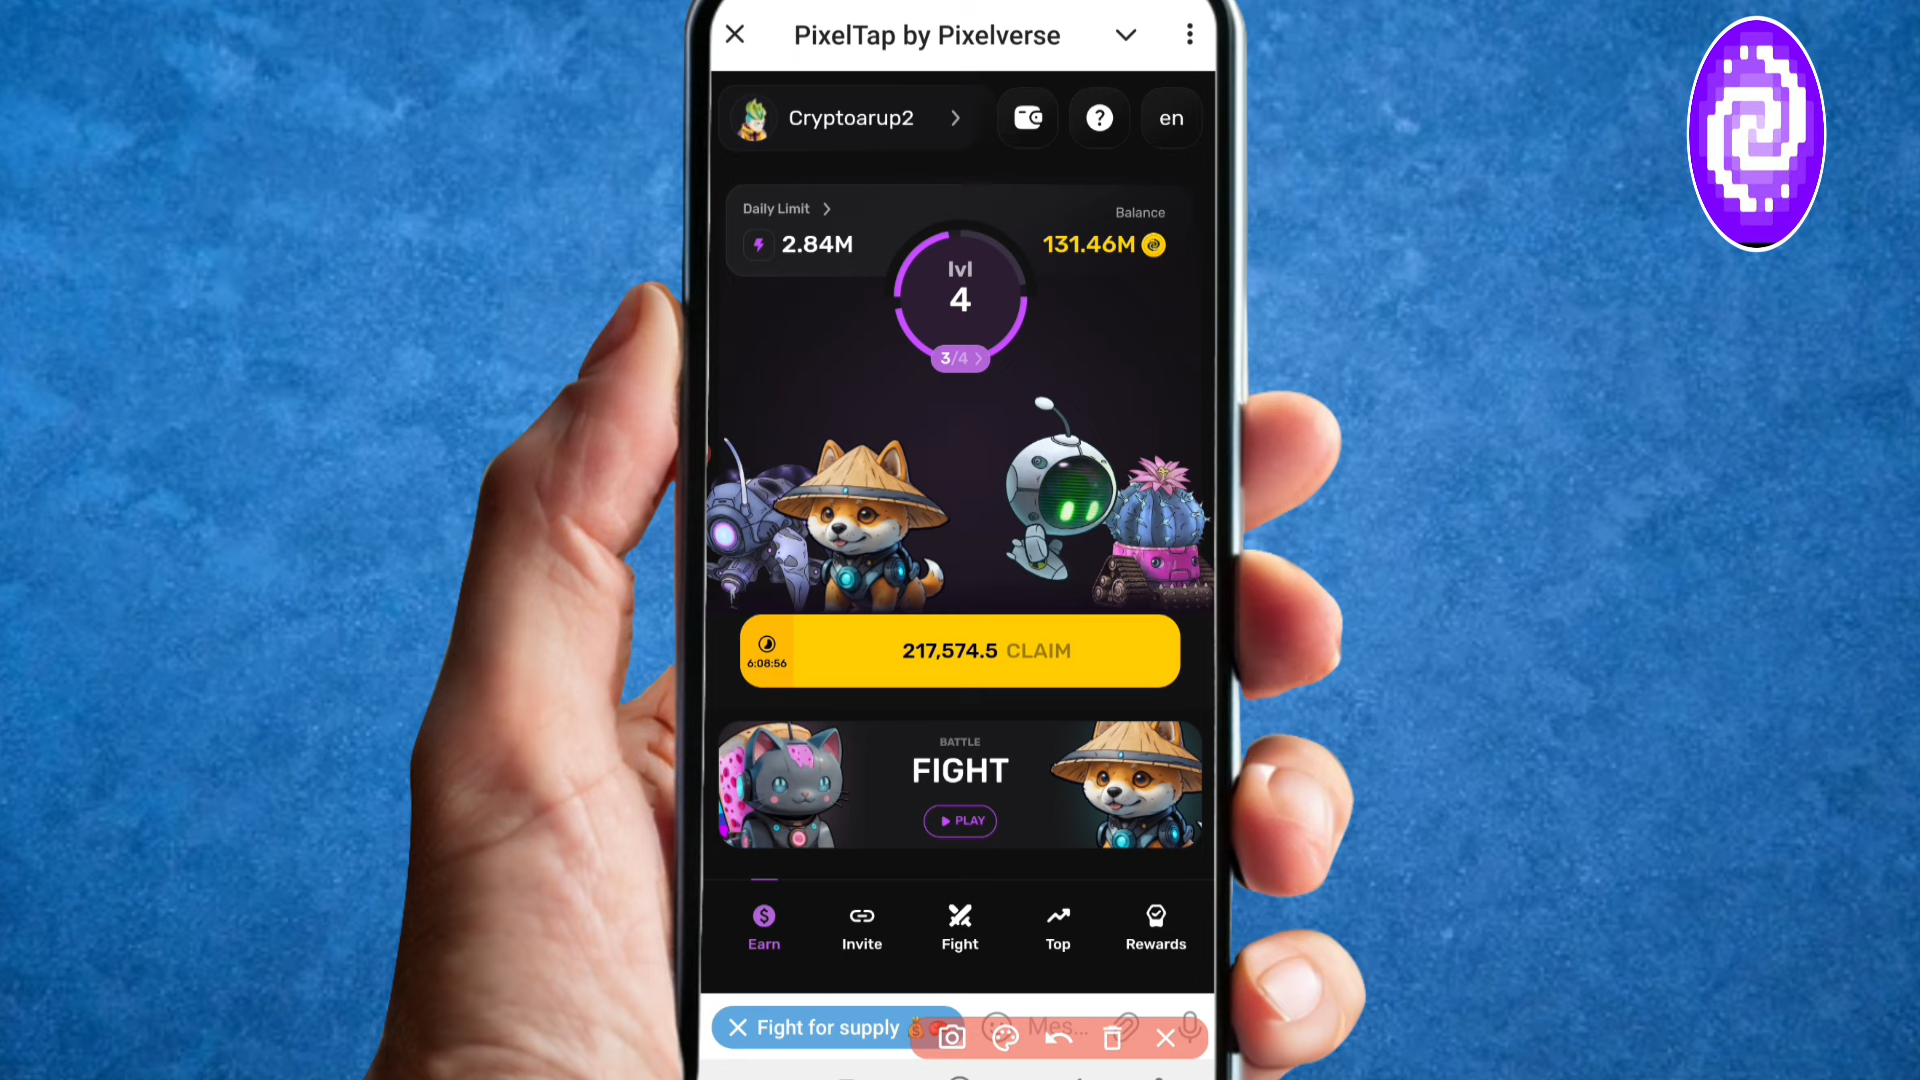 PixelTap by Pixelverse
Cryptoarup2
en
Daily Limit
2.84M
Balance
131.46M
lvl
4
3/4
217,574.5 CLAIM
6:08:56
BATTLE
FIGHT
PLAY
Earn
Invite
Fight
Top
Rewards
Fight for supply
Mes...